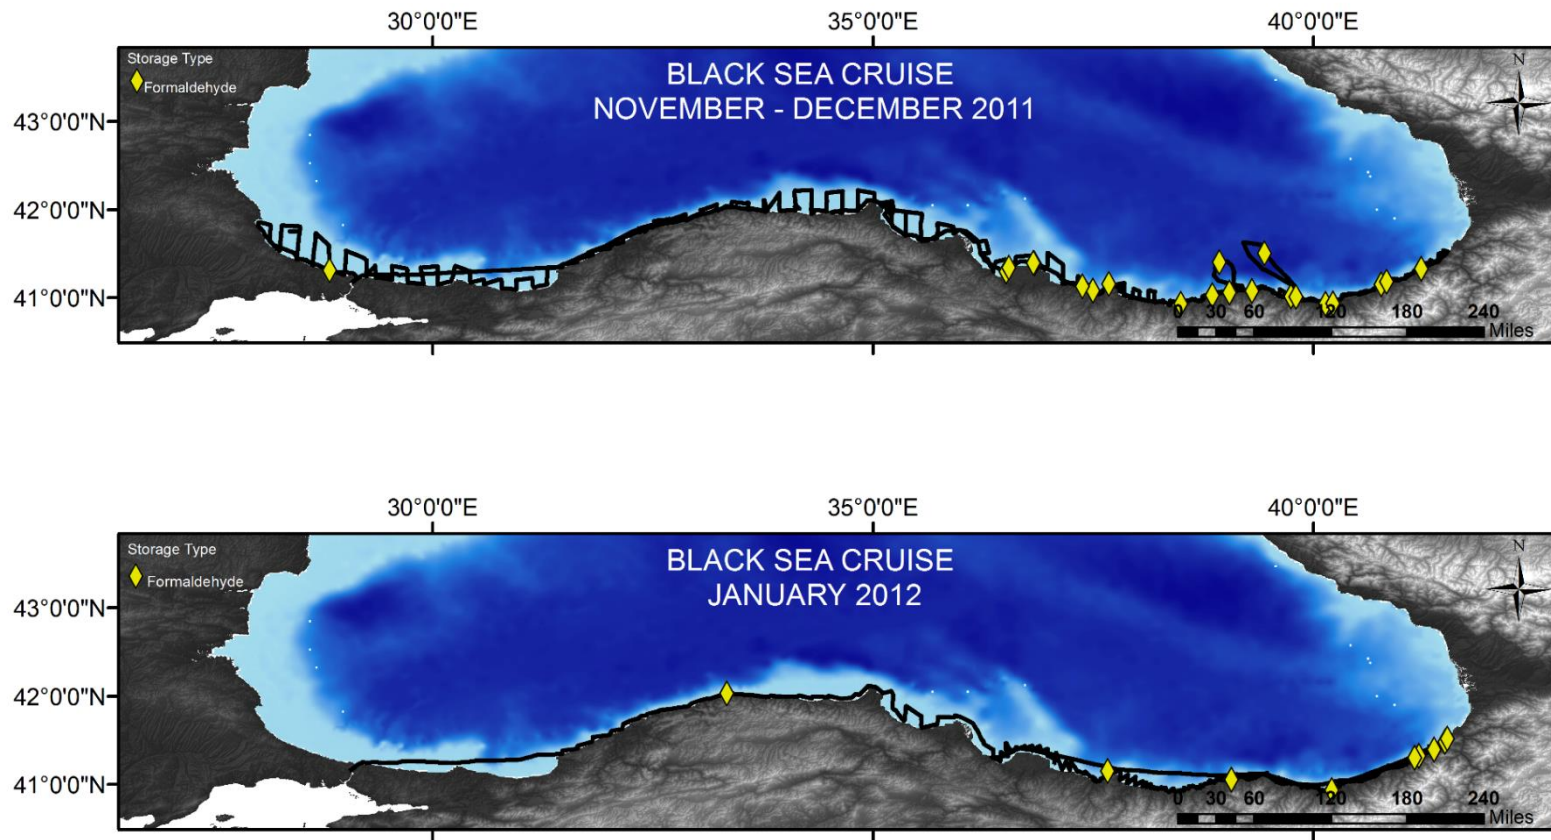 30°0'0"E 35°0'0"E 40°0'0"E
Storage Type
Formaldehyde
BLACK SEA CRUISE
NOVEMBER - DECEMBER 2011
N
43°0'0"N
42°0'0"N
41°0'0"N
0 30 60 120 180 240
Miles
30°0'0"E 35°0'0"E 40°0'0"E
Storage Type
Formaldehyde
BLACK SEA CRUISE
JANUARY 2012
N
43°0'0"N
42°0'0"N
41°0'0"N
0 30 60 120 180 240
Miles